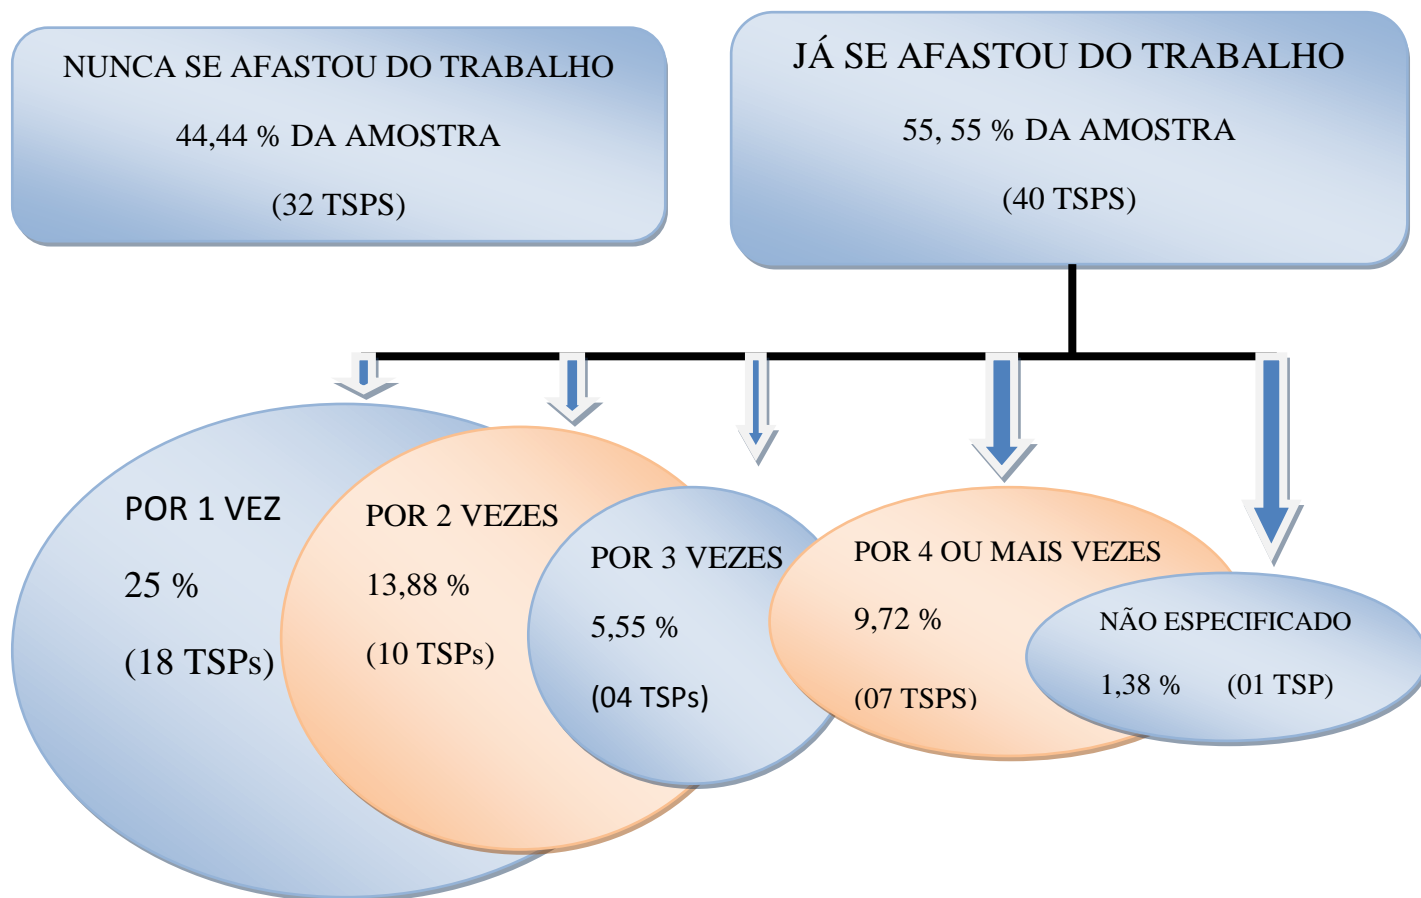 NUNCA SE AFASTOU DO TRABALHO
44,44 % DA AMOSTRA
(32 TSPS)
JÁ SE AFASTOU DO TRABALHO
55, 55 % DA AMOSTRA
(40 TSPS)
POR 1 VEZ
25 %
(18 TSPs)
POR 2 VEZES
13,88 %
(10 TSPs)
POR 3 VEZES
5,55 %
(04 TSPs)
POR 4 OU MAIS VEZES
9,72 %
(07 TSPS)
NÃO ESPECIFICADO
1,38 % (01 TSP)